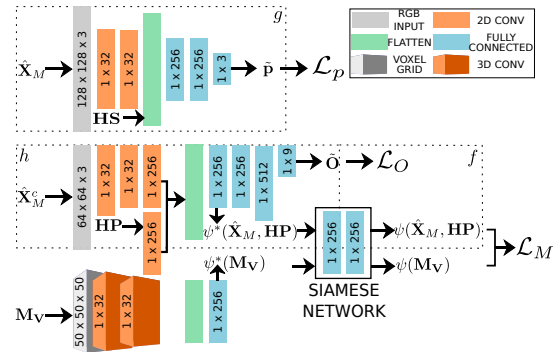 g
X̂_M
128 x 128 x 3
1 x 32
1 x 32
HS
1 x 256
1 x 256
1 x 3
p̃
ℒ_p
RGB INPUT
2D CONV
FLATTEN
FULLY CONNECTED
VOXEL GRID
3D CONV
h
f
X̂^c_M
64 x 64 x 3
1 x 32
1 x 32
1 x 256
HP
1 x 256
1 x 256
1 x 256
1 x 512
1 x 9
Õ
ℒ_O
ψ*(X̂_M, HP)
ψ*(M_V)
1 x 256
1 x 256
SIAMESE
NETWORK
ψ(X̂_M, HP)
ψ(M_V)
ℒ_M
M_V
50 x 50 x 50
1 x 32
1 x 32
1 x 256